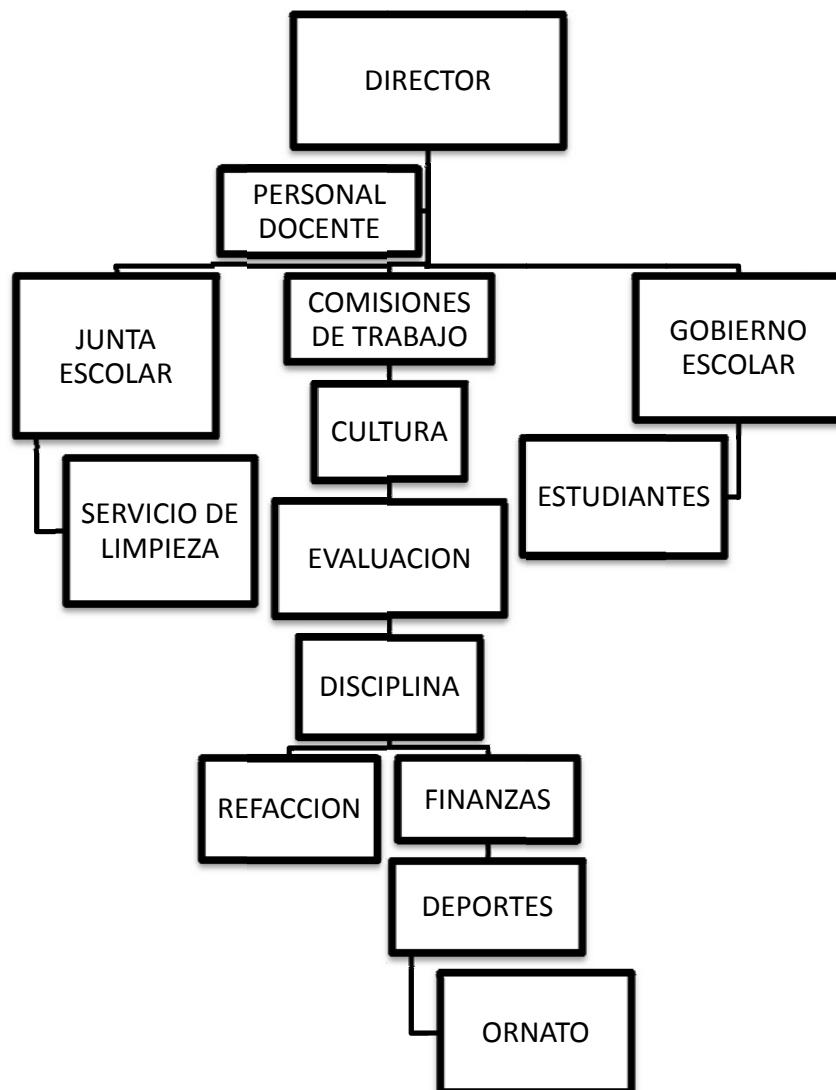 DIRECTOR
PERSONAL
DOCENTE
JUNTA
ESCOLAR
COMISIONES
DE TRABAJO
GOBIERNO
ESCOLAR
CULTURA
ESTUDIANTES
SERVICIO DE
LIMPIEZA
EVALUACION
DISCIPLINA
REFACCION
FINANZAS
DEPORTES
ORNATO